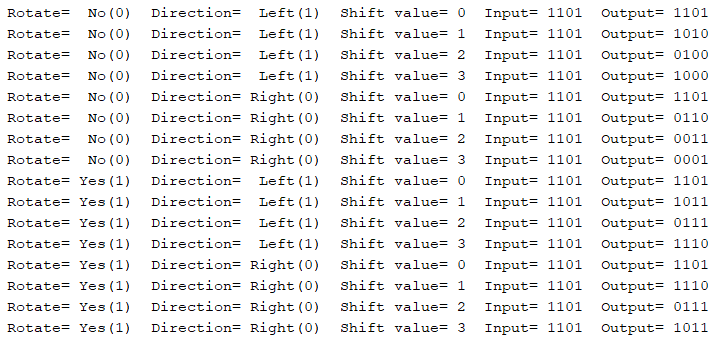 Rotate=  No(0)  Direction=  Left(1)  Shift value= 0  Input= 1101  Output= 1101
Rotate=  No(0)  Direction=  Left(1)  Shift value= 1  Input= 1101  Output= 1010
Rotate=  No(0)  Direction=  Left(1)  Shift value= 2  Input= 1101  Output= 0100
Rotate=  No(0)  Direction=  Left(1)  Shift value= 3  Input= 1101  Output= 1000
Rotate=  No(0)  Direction= Right(0)  Shift value= 0  Input= 1101  Output= 1101
Rotate=  No(0)  Direction= Right(0)  Shift value= 1  Input= 1101  Output= 0110
Rotate=  No(0)  Direction= Right(0)  Shift value= 2  Input= 1101  Output= 0011
Rotate=  No(0)  Direction= Right(0)  Shift value= 3  Input= 1101  Output= 0001
Rotate= Yes(1)  Direction=  Left(1)  Shift value= 0  Input= 1101  Output= 1101
Rotate= Yes(1)  Direction=  Left(1)  Shift value= 1  Input= 1101  Output= 1011
Rotate= Yes(1)  Direction=  Left(1)  Shift value= 2  Input= 1101  Output= 0111
Rotate= Yes(1)  Direction=  Left(1)  Shift value= 3  Input= 1101  Output= 1110
Rotate= Yes(1)  Direction= Right(0)  Shift value= 0  Input= 1101  Output= 1101
Rotate= Yes(1)  Direction= Right(0)  Shift value= 1  Input= 1101  Output= 1110
Rotate= Yes(1)  Direction= Right(0)  Shift value= 2  Input= 1101  Output= 0111
Rotate= Yes(1)  Direction= Right(0)  Shift value= 3  Input= 1101  Output= 1011